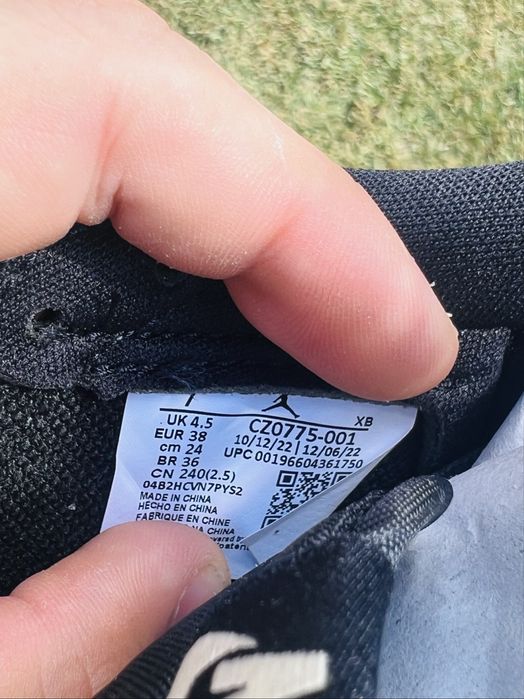 XB
UK 4.5
EUR 38
cm 24
BR 36
CN 240(2.5)
CZ0775-001
10/12/22 | 12/06/22
UPC 00196604361750
04B2HCVN7PYS2
MADE IN CHINA
HECHO EN CHINA
FABRIQUE EN CHINE